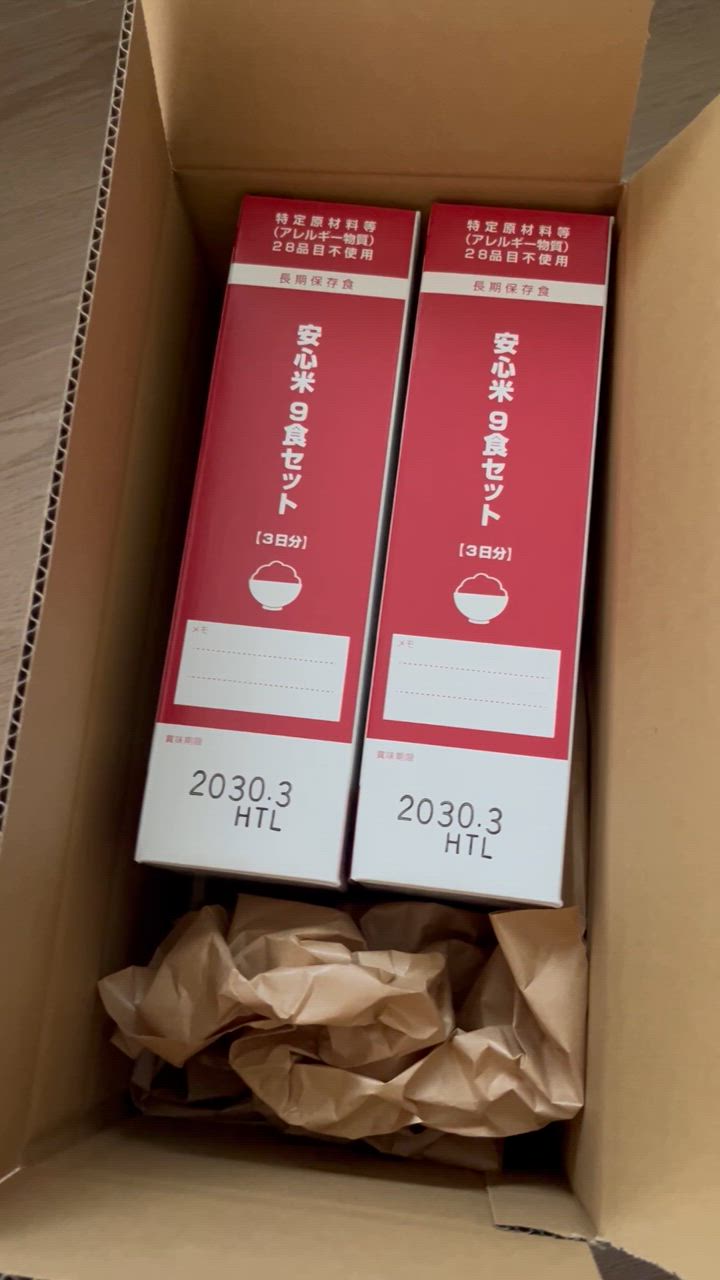 特定原材料等
（アレルギー物質）
28品目不使用
長期保存食
安心米 9食セット
【3日分】
メモ
賞味期限
2030.3
HTL
特定原材料等
（アレルギー物質）
28品目不使用
長期保存食
安心米 9食セット
【3日分】
メモ
賞味期限
2030.3
HTL